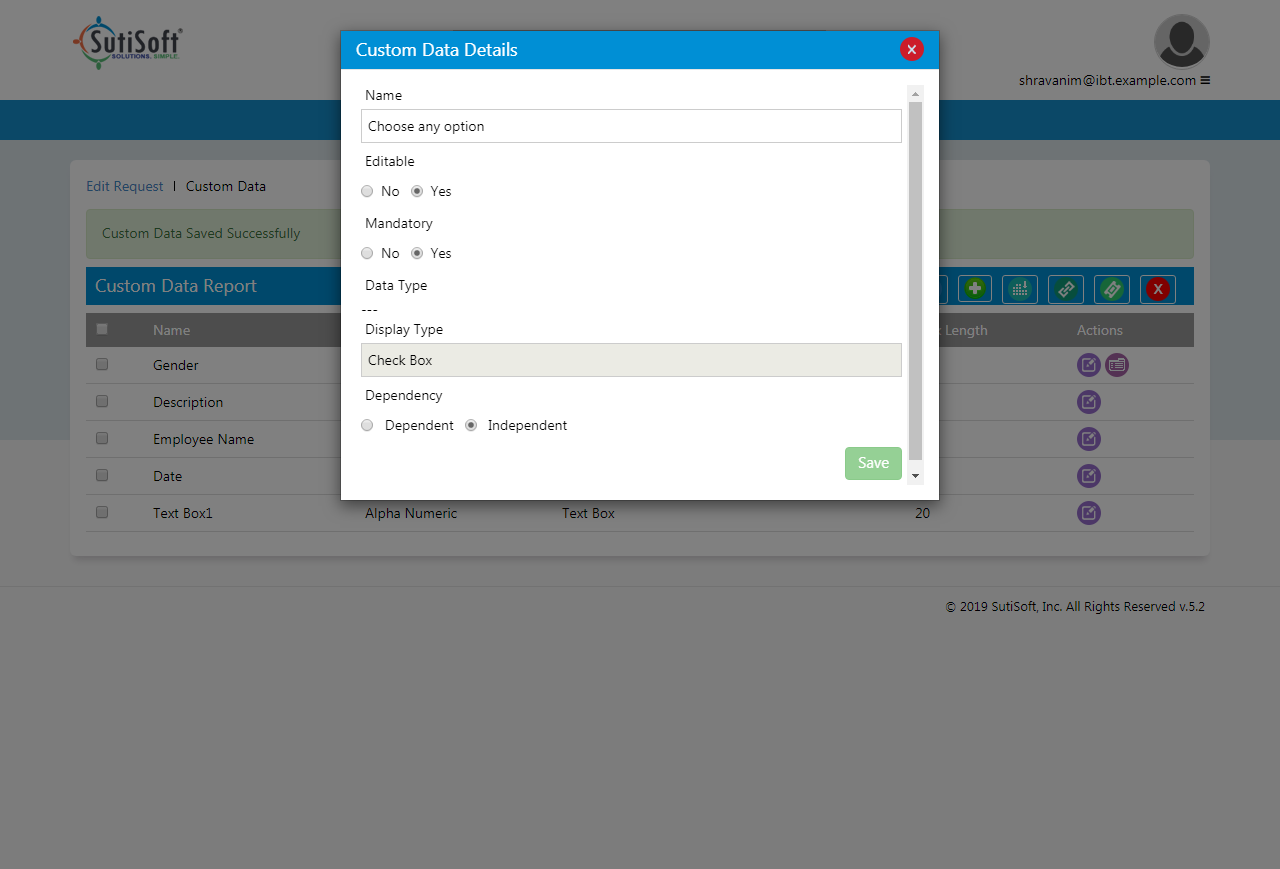 SutiSoft
SOLUTIONS. SIMPLE.
shravanim@ibt.example.com
Custom Data Details
Name
Choose any option
Editable
No Yes
Mandatory
No Yes
Data Type
---
Display Type
Check Box
Dependency
Dependent Independent
Save
Edit Request | Custom Data
Custom Data Saved Successfully
Custom Data Report
Name Length Actions
Gender
Description
Employee Name
Date
Text Box1 Alpha Numeric Text Box 20
© 2019 SutiSoft, Inc. All Rights Reserved v.5.2